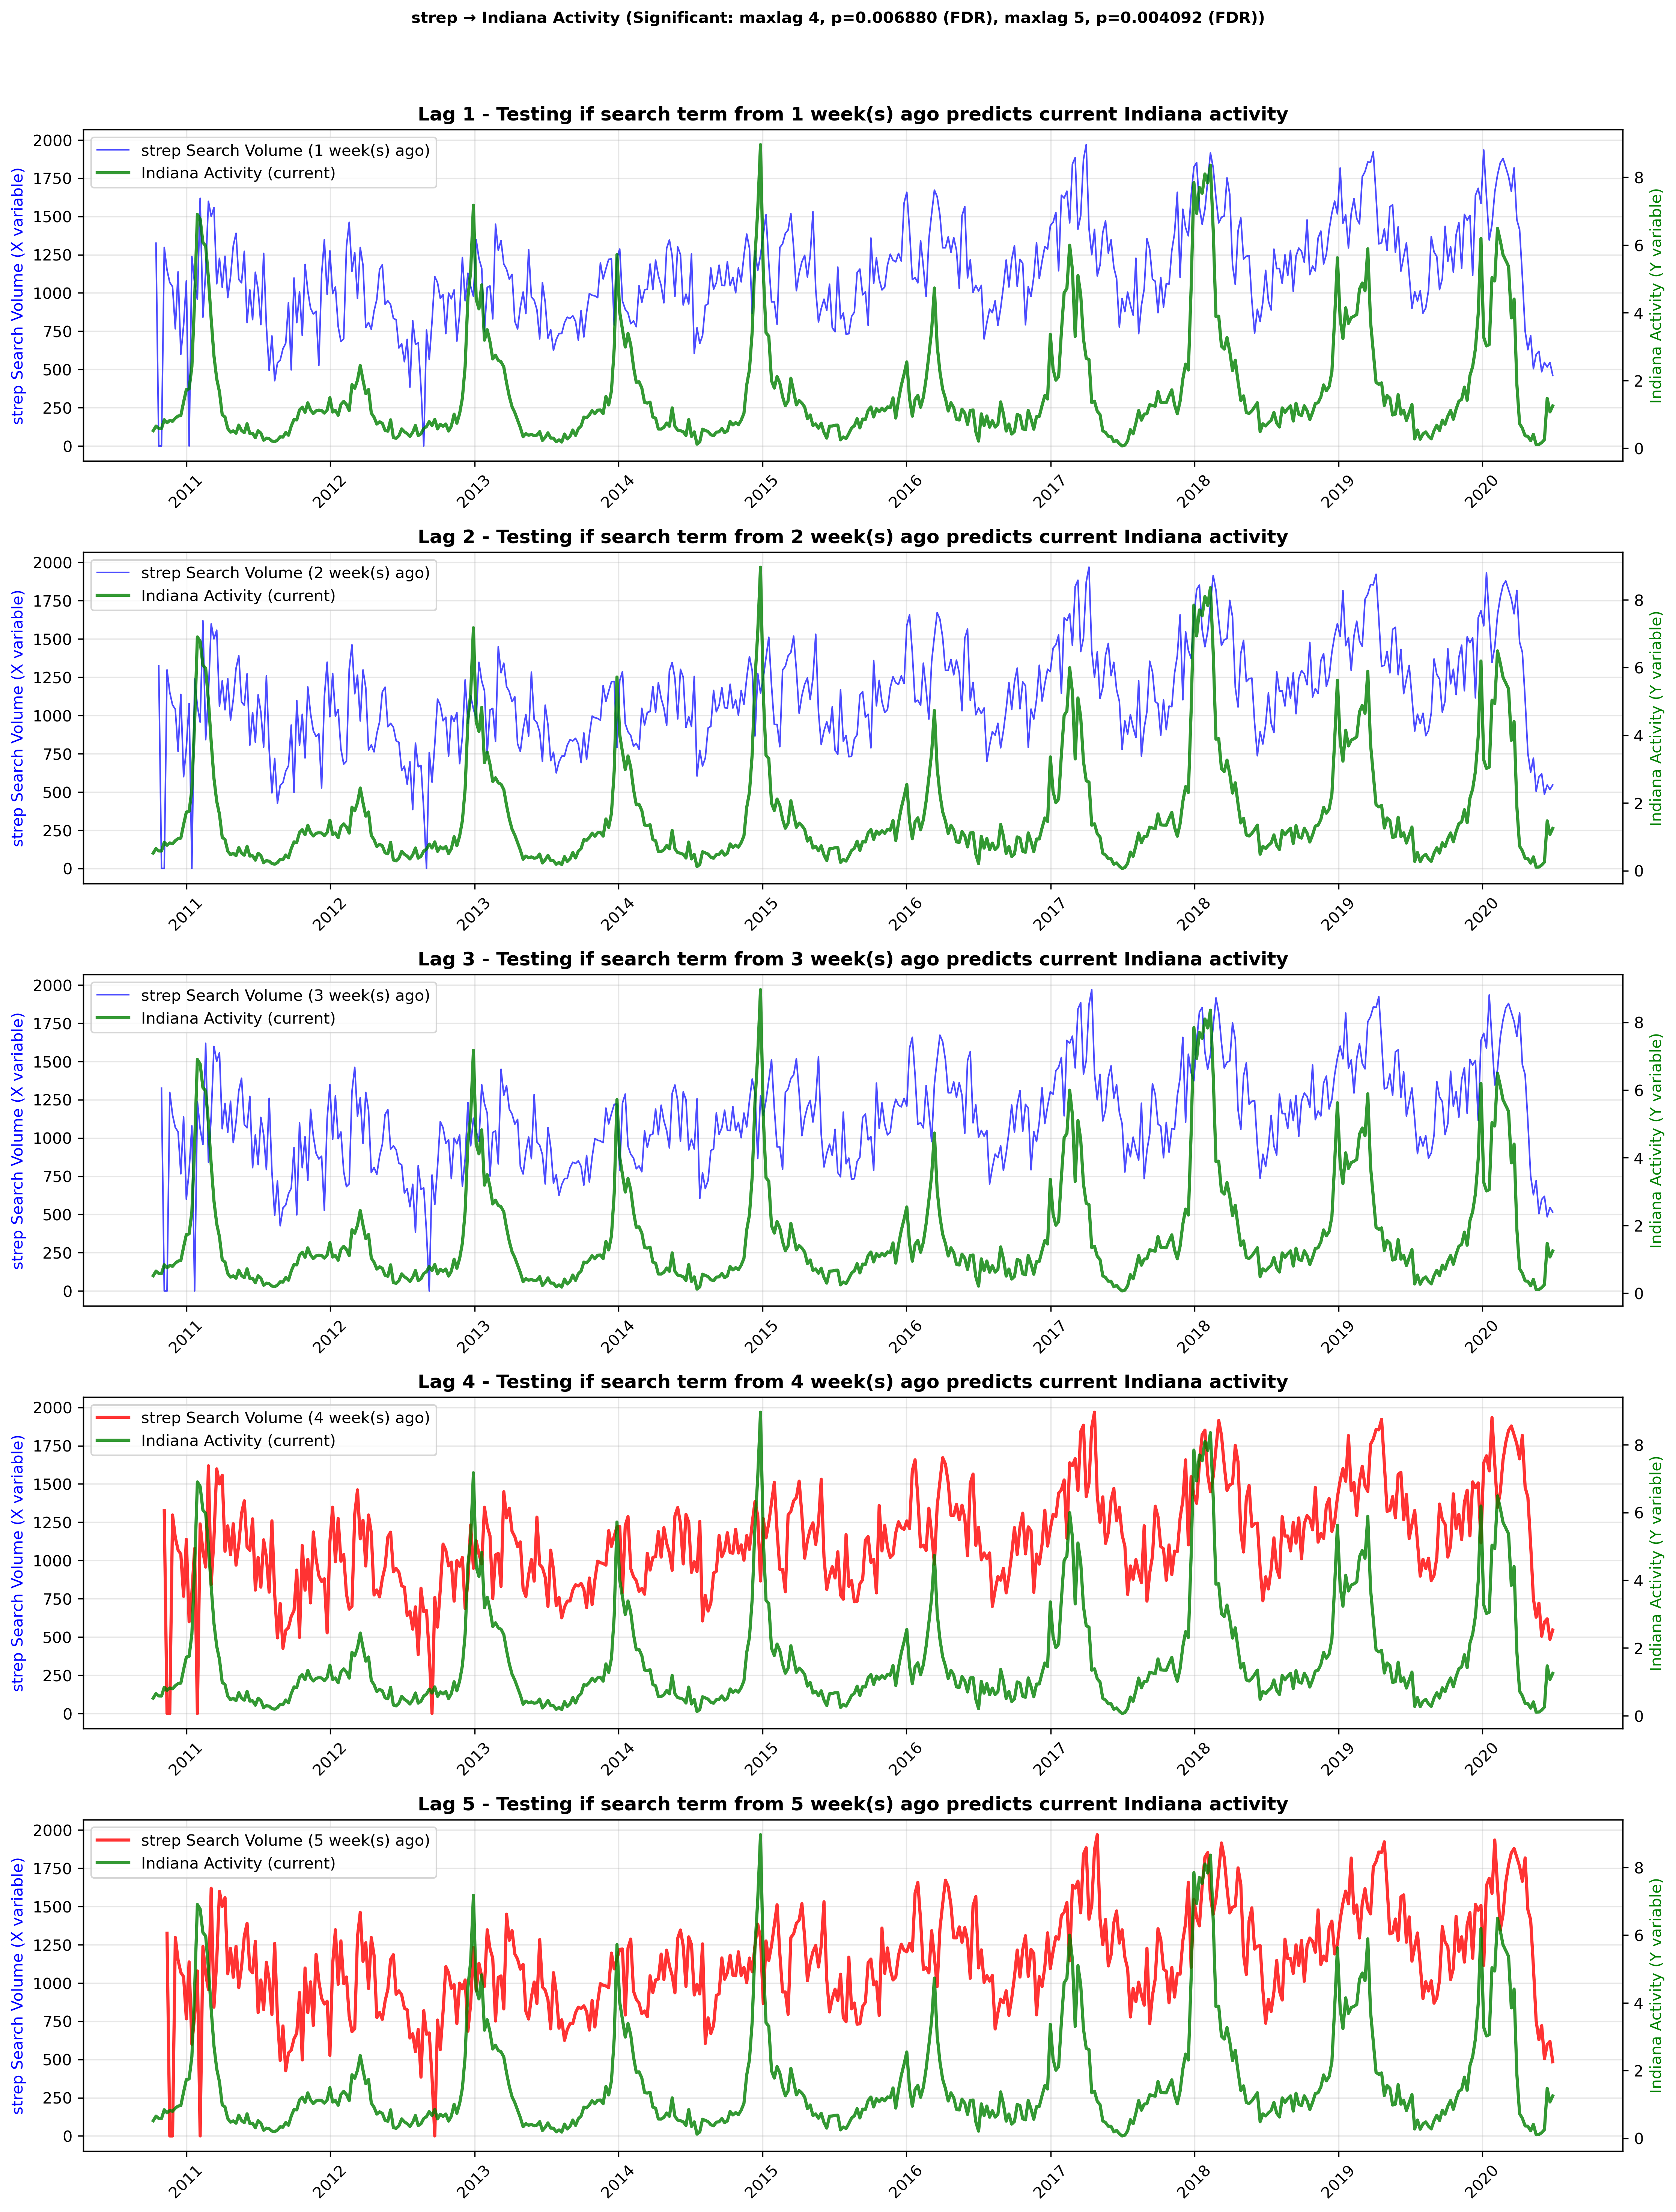 strep → Indiana Activity (Significant: maxlag 4, p=0.006880 (FDR), maxlag 5, p=0.004092 (FDR))
Lag 1 - Testing if search term from 1 week(s) ago predicts current Indiana activity
strep Search Volume (1 week(s) ago)
Indiana Activity (current)
strep Search Volume (X variable)
2000
1750
1500
1250
1000
750
500
250
0
Indiana Activity (Y variable)
8
6
4
2
0
2011 2012 2013 2014 2015 2016 2017 2018 2019 2020
Lag 2 - Testing if search term from 2 week(s) ago predicts current Indiana activity
strep Search Volume (2 week(s) ago)
Indiana Activity (current)
strep Search Volume (X variable)
2000
1750
1500
1250
1000
750
500
250
0
Indiana Activity (Y variable)
8
6
4
2
0
2011 2012 2013 2014 2015 2016 2017 2018 2019 2020
Lag 3 - Testing if search term from 3 week(s) ago predicts current Indiana activity
strep Search Volume (3 week(s) ago)
Indiana Activity (current)
strep Search Volume (X variable)
2000
1750
1500
1250
1000
750
500
250
0
Indiana Activity (Y variable)
8
6
4
2
0
2011 2012 2013 2014 2015 2016 2017 2018 2019 2020
Lag 4 - Testing if search term from 4 week(s) ago predicts current Indiana activity
strep Search Volume (4 week(s) ago)
Indiana Activity (current)
strep Search Volume (X variable)
2000
1750
1500
1250
1000
750
500
250
0
Indiana Activity (Y variable)
8
6
4
2
0
2011 2012 2013 2014 2015 2016 2017 2018 2019 2020
Lag 5 - Testing if search term from 5 week(s) ago predicts current Indiana activity
strep Search Volume (5 week(s) ago)
Indiana Activity (current)
strep Search Volume (X variable)
2000
1750
1500
1250
1000
750
500
250
0
Indiana Activity (Y variable)
8
6
4
2
0
2011 2012 2013 2014 2015 2016 2017 2018 2019 2020